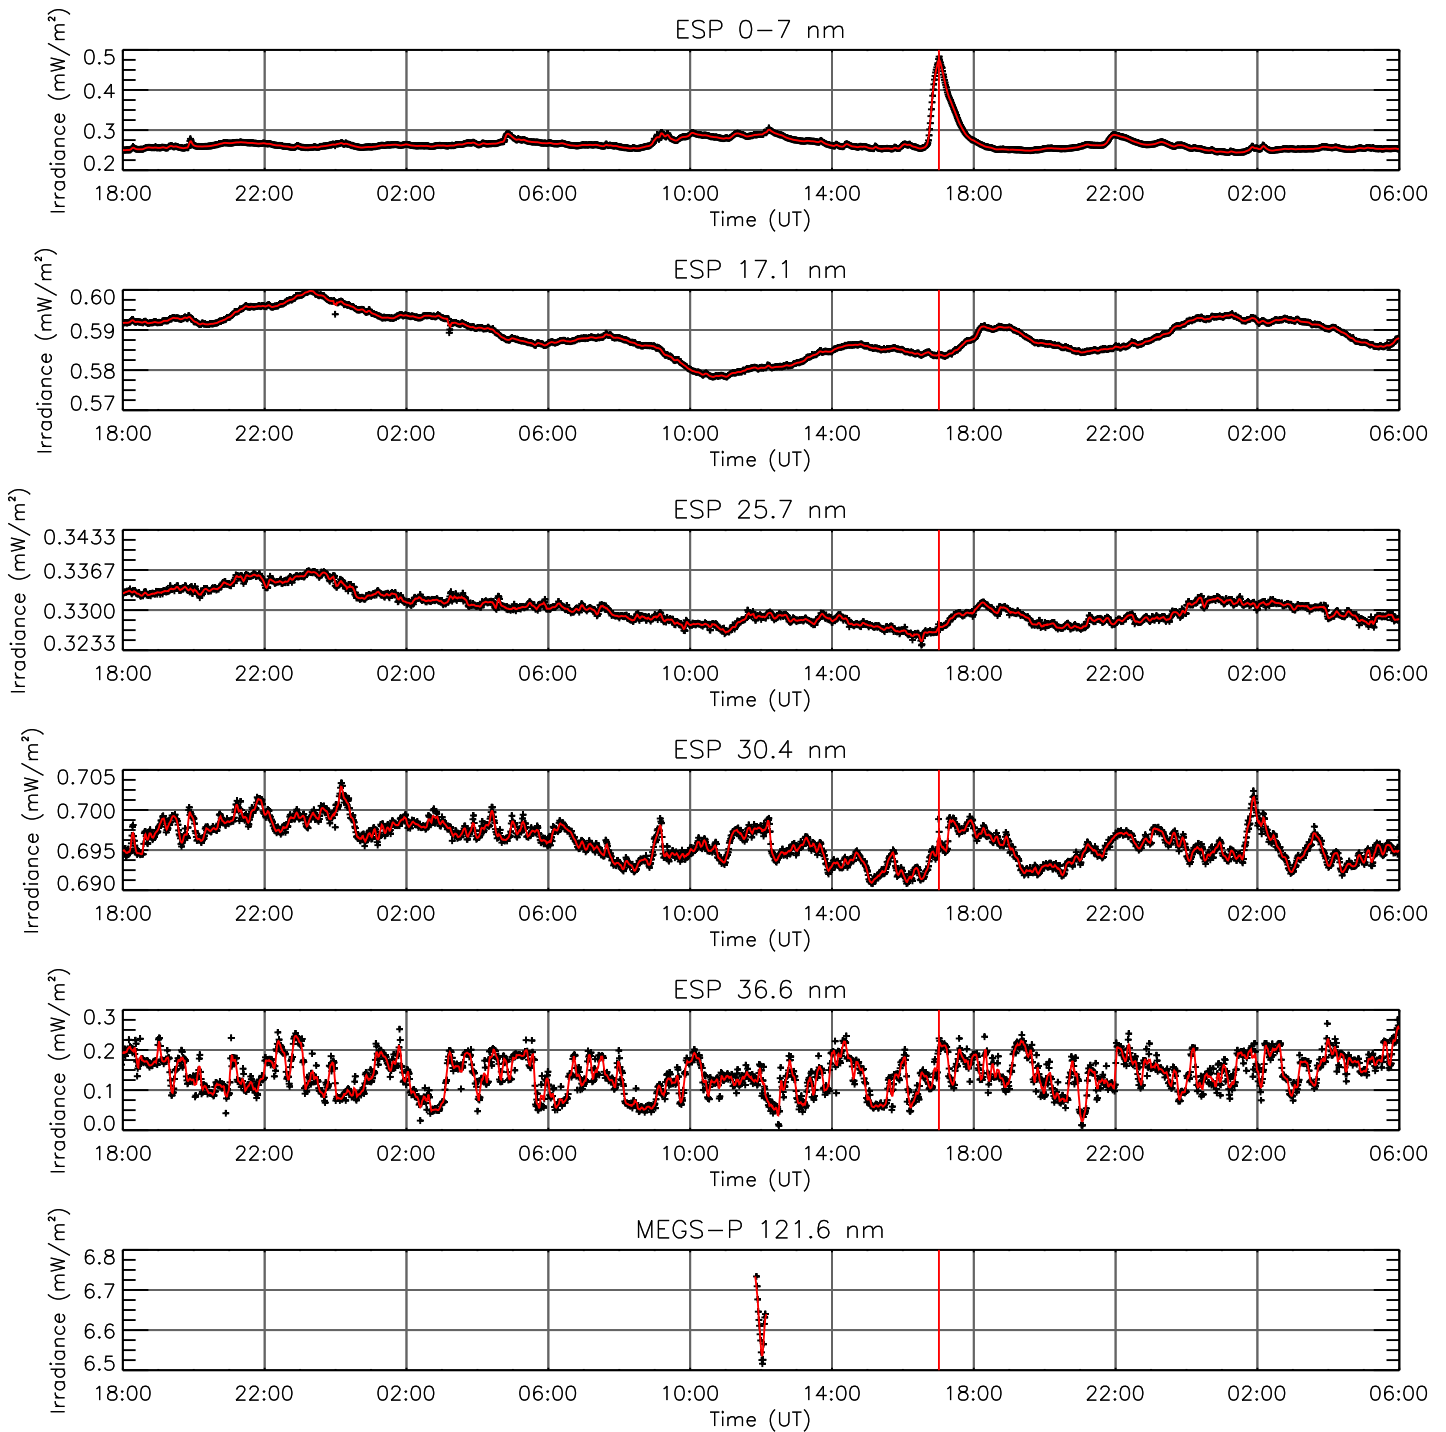 ESP 0-7 nm
Irradiance (mW/m²)
0.5
0.4
0.3
0.2
18:00 22:00 02:00 06:00 10:00 14:00 18:00 22:00 02:00 06:00
Time (UT)
ESP 17.1 nm
Irradiance (mW/m²)
0.60
0.59
0.58
0.57
18:00 22:00 02:00 06:00 10:00 14:00 18:00 22:00 02:00 06:00
Time (UT)
ESP 25.7 nm
Irradiance (mW/m²)
0.3433
0.3367
0.3300
0.3233
18:00 22:00 02:00 06:00 10:00 14:00 18:00 22:00 02:00 06:00
Time (UT)
ESP 30.4 nm
Irradiance (mW/m²)
0.705
0.700
0.695
0.690
18:00 22:00 02:00 06:00 10:00 14:00 18:00 22:00 02:00 06:00
Time (UT)
ESP 36.6 nm
Irradiance (mW/m²)
0.3
0.2
0.1
0.0
18:00 22:00 02:00 06:00 10:00 14:00 18:00 22:00 02:00 06:00
Time (UT)
MEGS-P 121.6 nm
Irradiance (mW/m²)
6.8
6.7
6.6
6.5
18:00 22:00 02:00 06:00 10:00 14:00 18:00 22:00 02:00 06:00
Time (UT)